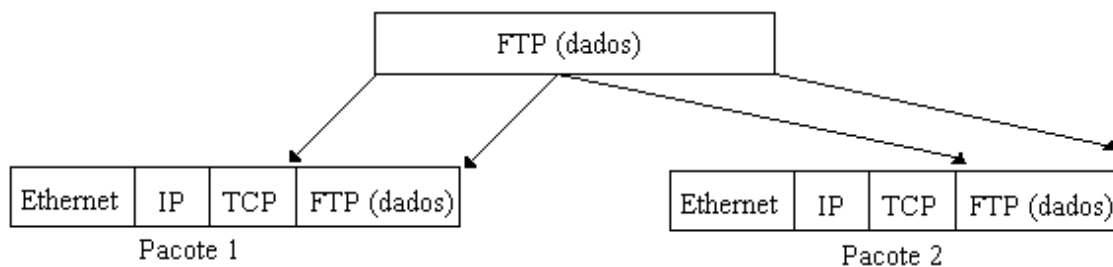 FTP (dados)
Ethernet IP TCP FTP (dados) Ethernet IP TCP FTP (dados)
Pacote 1 Pacote 2